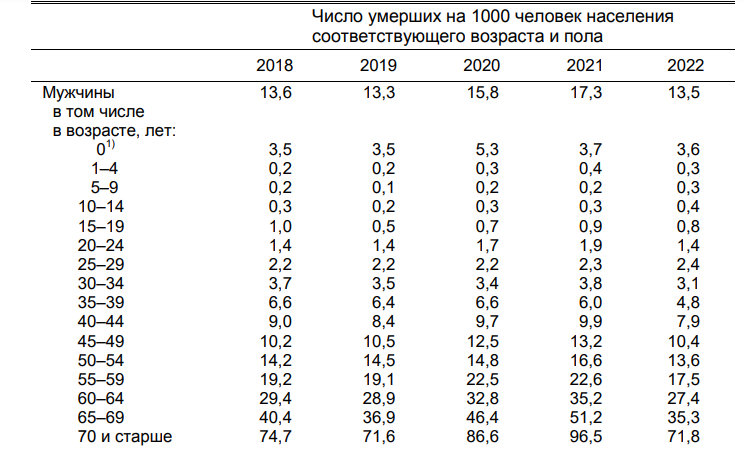 Число умерших на 1000 человек населения
соответствующего возраста и пола
2018 2019 2020 2021 2022
Мужчины 13,6 13,3 15,8 17,3 13,5
в том числе
в возрасте, лет:
0¹⁾ 3,5 3,5 5,3 3,7 3,6
1–4 0,2 0,2 0,3 0,4 0,3
5–9 0,2 0,1 0,2 0,2 0,3
10–14 0,3 0,2 0,3 0,3 0,4
15–19 1,0 0,5 0,7 0,9 0,8
20–24 1,4 1,4 1,7 1,9 1,4
25–29 2,2 2,2 2,2 2,3 2,4
30–34 3,7 3,5 3,4 3,8 3,1
35–39 6,6 6,4 6,6 6,0 4,8
40–44 9,0 8,4 9,7 9,9 7,9
45–49 10,2 10,5 12,5 13,2 10,4
50–54 14,2 14,5 14,8 16,6 13,6
55–59 19,2 19,1 22,5 22,6 17,5
60–64 29,4 28,9 32,8 35,2 27,4
65–69 40,4 36,9 46,4 51,2 35,3
70 и старше 74,7 71,6 86,6 96,5 71,8